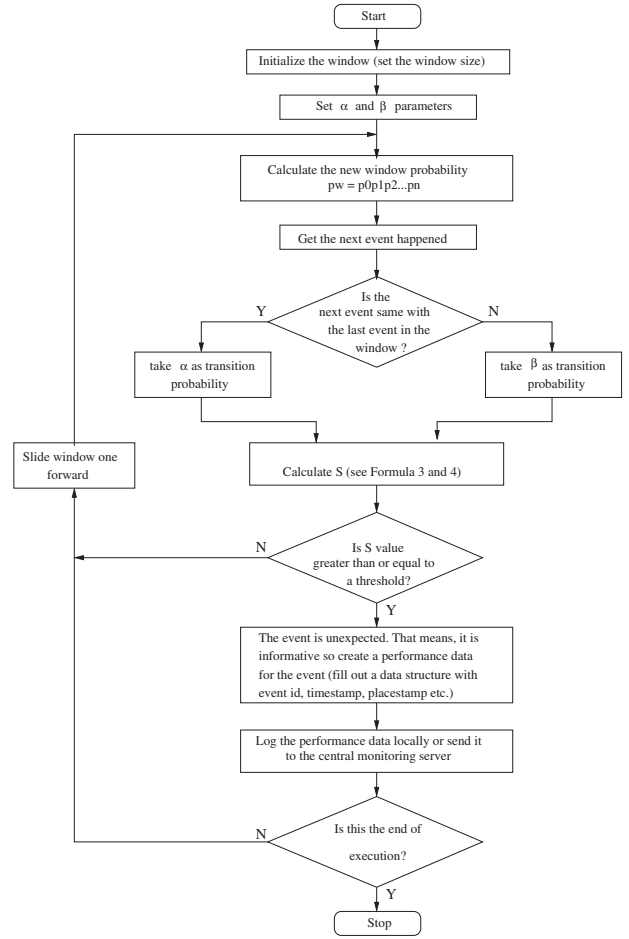 Start
Initialize the window (set the window size)
Set α and β parameters
Calculate the new window probability
pw = p0p1p2...pn
Get the next event happened
Is the
next event same with
the last event in the
window ?
Y
N
take α as transition
probability
take β as transition
probability
Slide window one
forward
Calculate S (see Formula 3 and 4)
Is S value
greater than or equal to
a threshold?
N
Y
The event is unexpected. That means, it is
informative so create a performance data
for the event (fill out a data structure with
event id, timestamp, placestamp etc.)
Log the performance data locally or send it
to the central monitoring server
Is this the end of
execution?
N
Y
Stop